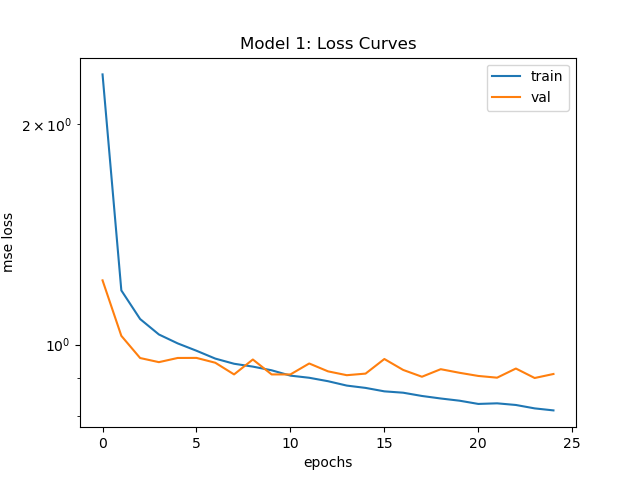 Model 1: Loss Curves
train
val
2 × 10⁰
10⁰
mse loss
0 5 10 15 20 25
epochs